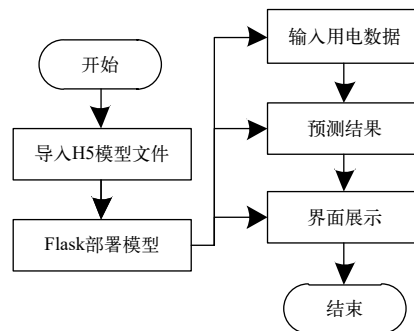 开始
导入H5模型文件
Flask部署模型
输入用电数据
预测结果
界面展示
结束